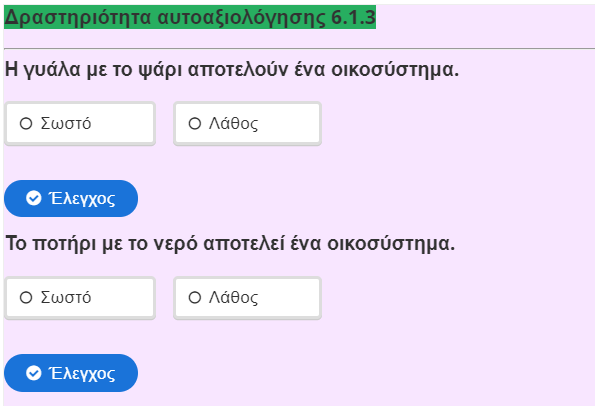 Δραστηριότητα αυτοαξιολόγησης 6.1.3
Η γυάλα με το ψάρι αποτελούν ένα οικοσύστημα.
Σωστό Λάθος
Έλεγχος
Το ποτήρι με το νερό αποτελεί ένα οικοσύστημα.
Σωστό Λάθος
Έλεγχος